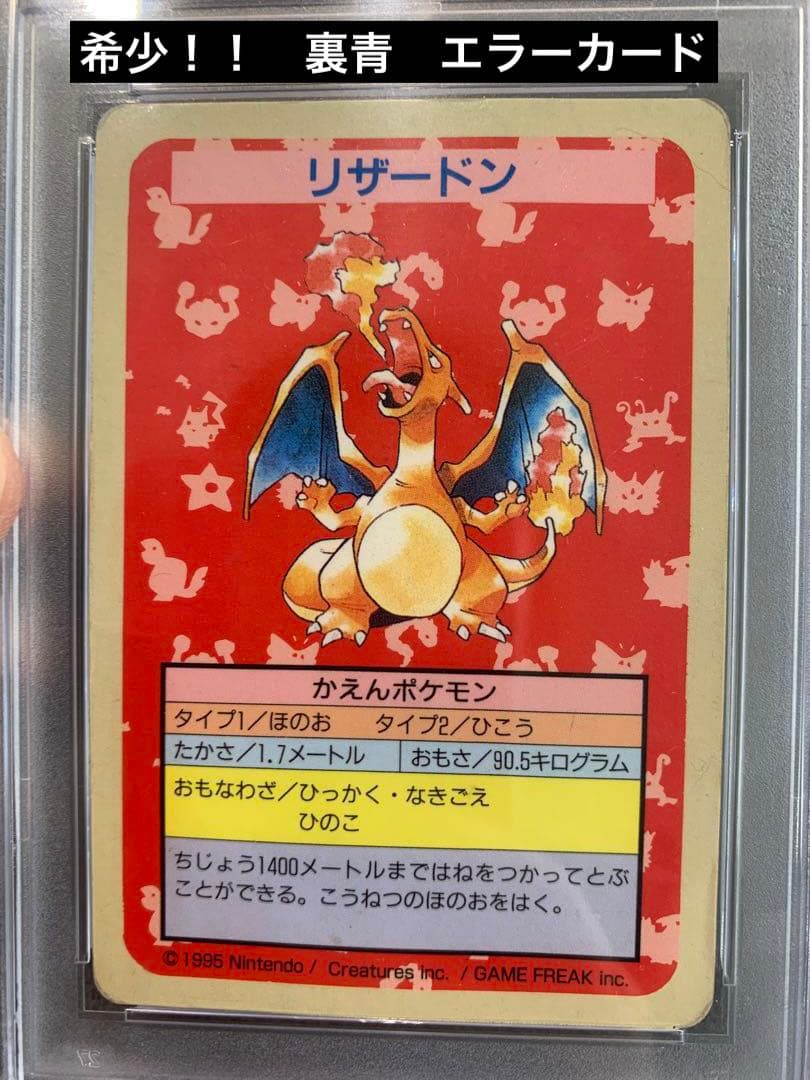 希少！！　裏青　エラーカード
リザードン
かえんポケモン
タイプ1／ほのお　タイプ2／ひこう
たかさ／1.7メートル　おもさ／90.5キログラム
おもなわざ／ひっかく・なきごえ
ひのこ
ちじょう1400メートルまではねをつかってとぶ
ことができる。こうねつのほのおをはく。
©1995 Nintendo / Creatures inc. / GAME FREAK inc.